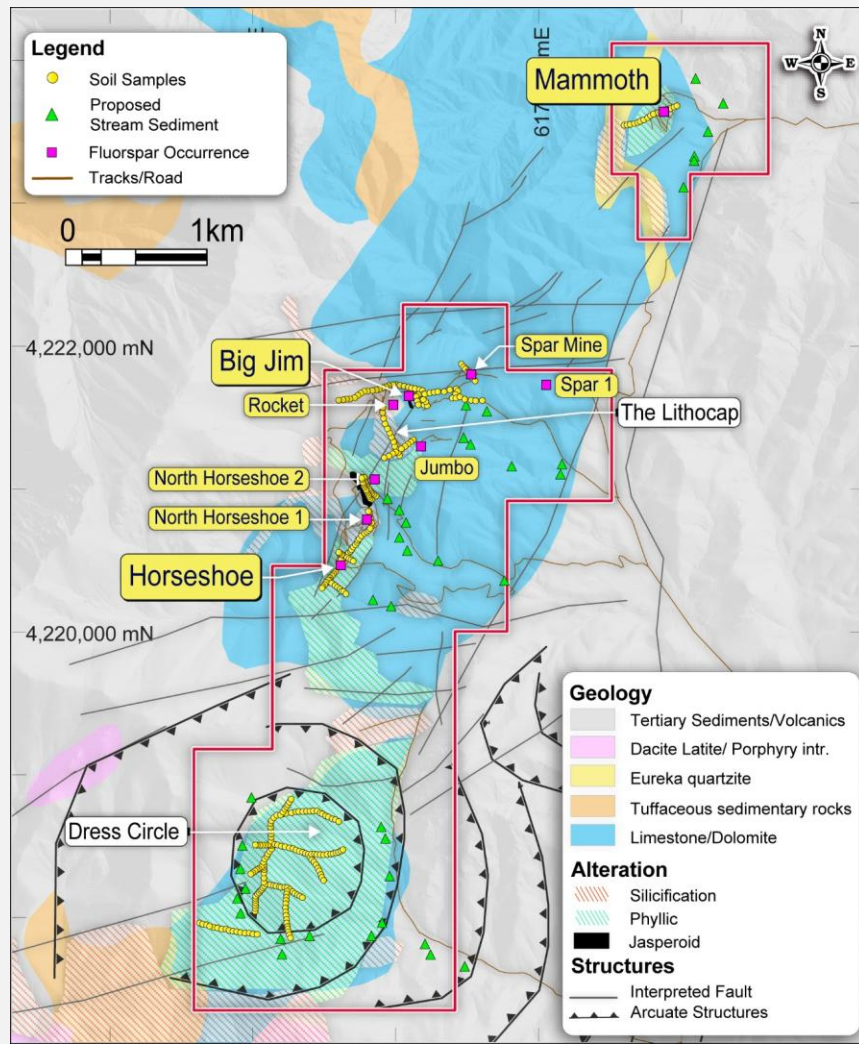 Legend
Soil Samples
Proposed
Stream Sediment
Fluorspar Occurrence
Tracks/Road
0 1km
N
W E
S
Mammoth
4,222,000 mN
Spar Mine
Big Jim
Spar 1
Rocket
The Lithocap
Jumbo
North Horseshoe 2
North Horseshoe 1
Horseshoe
4,220,000 mN
Dress Circle
Geology
Tertiary Sediments/Volcanics
Dacite Latite/ Porphyry intr.
Eureka quartzite
Tuffaceous sedimentary rocks
Limestone/Dolomite
Alteration
Silicification
Phyllic
Jasperoid
Structures
Interpreted Fault
Arcuate Structures